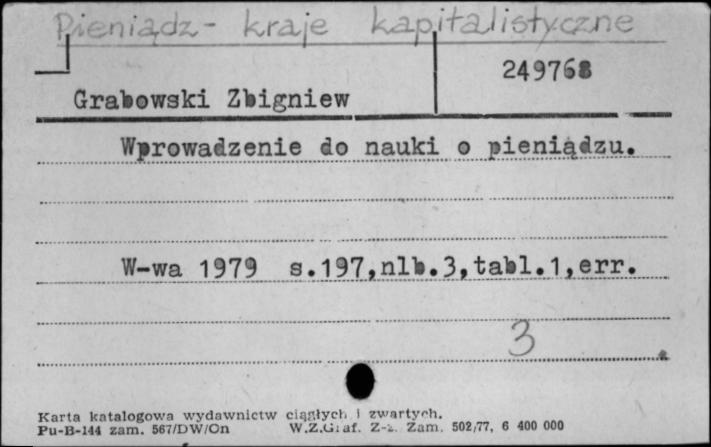 Pieniądz - kraje kapitalistyczne
249768
Grabowski Zbigniew
Wprowadzenie do nauki o pieniądzu.
W-wa 1979 s.197,nlb.3,tabl.1,err.
3
Karta katalogowa wydawnictw ciągłych i zwartych.
Pu-B-144 zam. 567/DW/On W.Z.Graf. Z-z. Zam. 502/77, 6 400 000